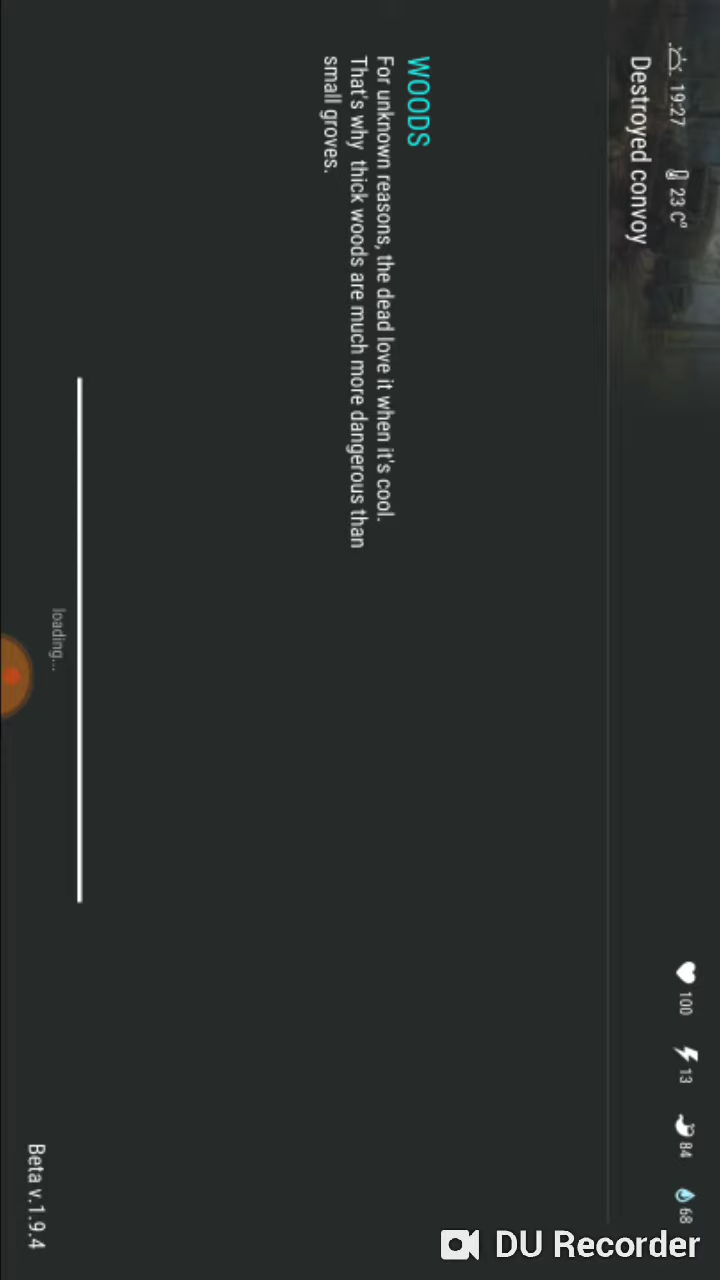 19:27 23 C°
100 13 84 68
Destroyed convoy
WOODS
For unknown reasons, the dead love it when it's cool.
That's why thick woods are much more dangerous than
small groves.
loading...
Beta v.1.9.4
DU Recorder